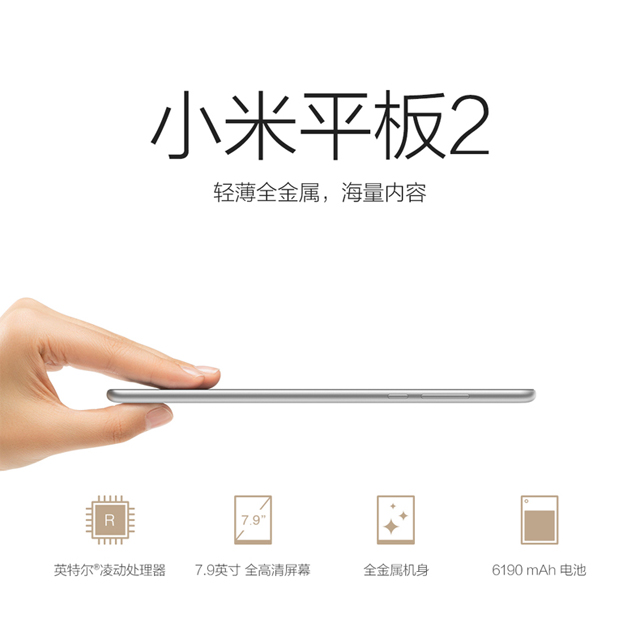 小米平板2
轻薄全金属，海量内容
R
7.9"
英特尔®凌动处理器
7.9英寸 全高清屏幕
全金属机身
6190 mAh 电池